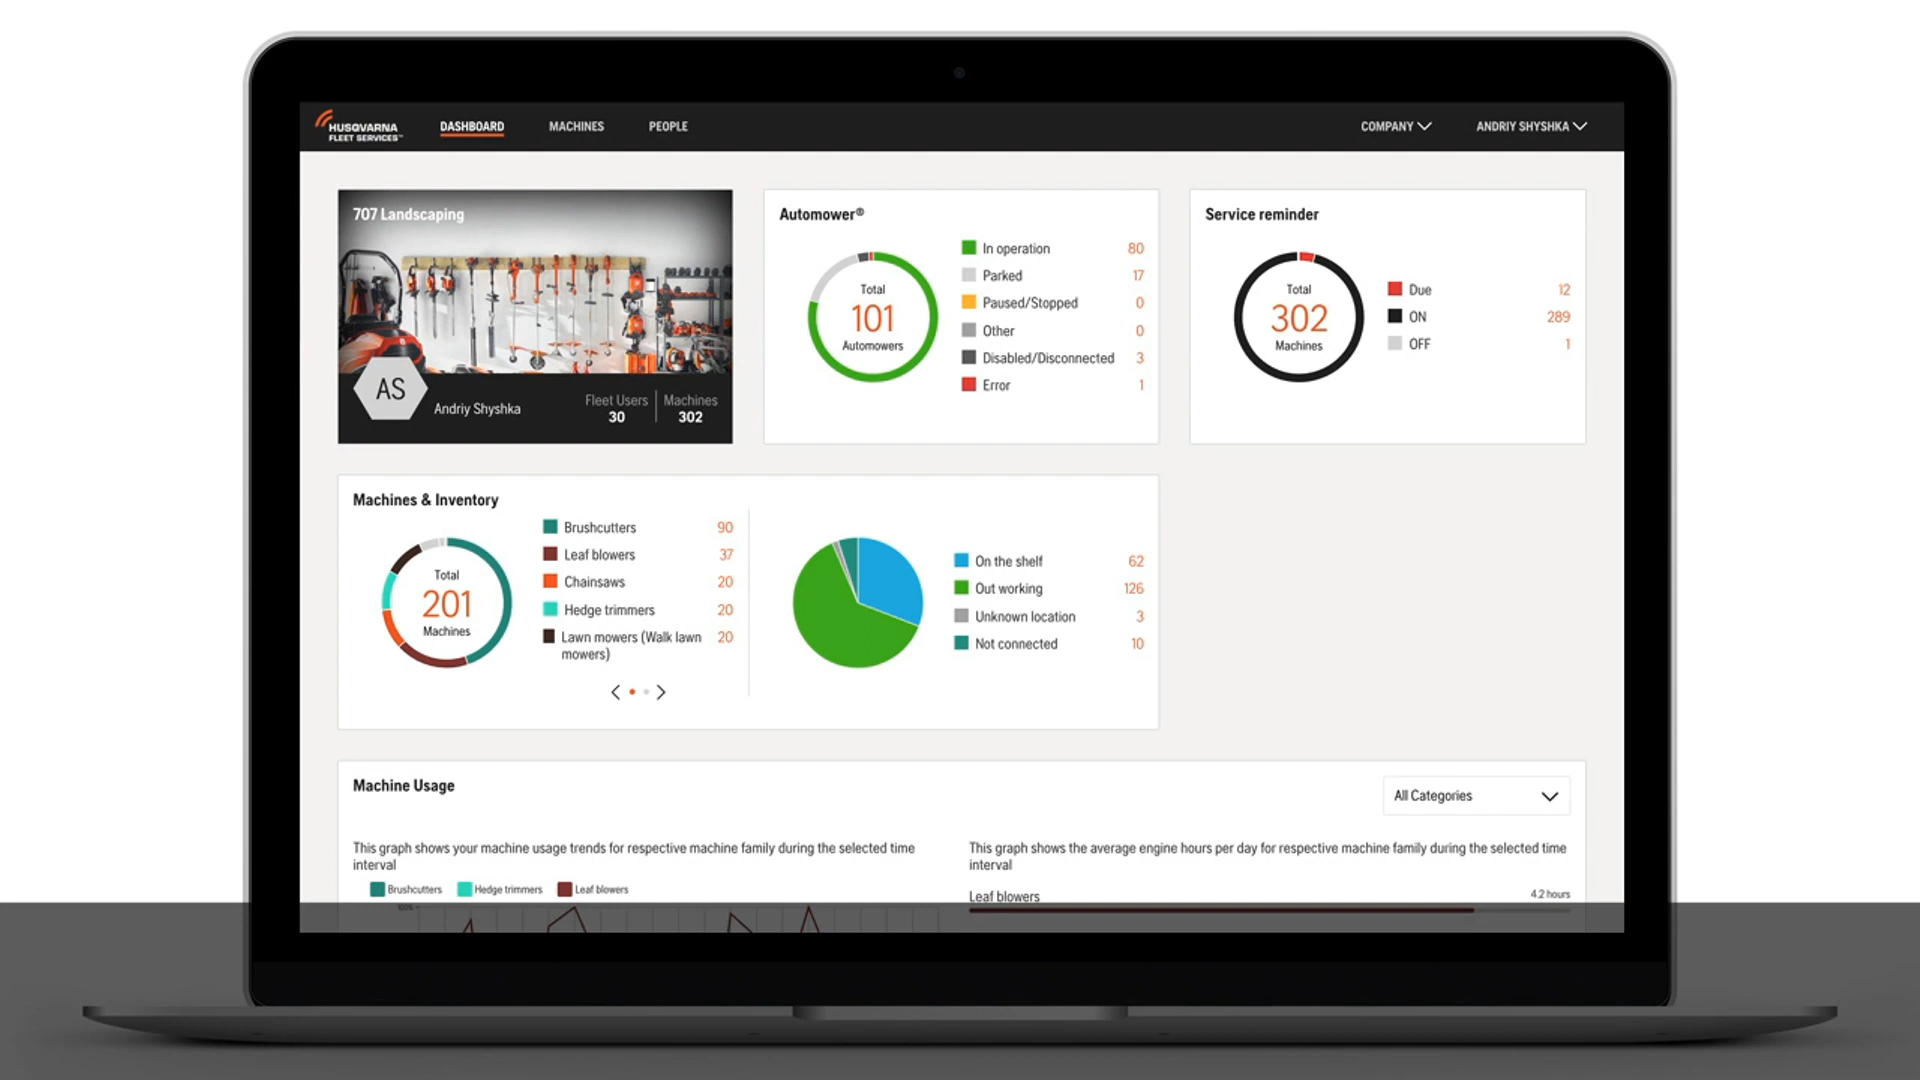 HUSQVARNA
FLEET SERVICES™
DASHBOARD
MACHINES
PEOPLE
COMPANY
ANDRIY SHYSHKA
707 Landscaping
AS
Andriy Shyshka
Fleet Users
30
Machines
302
Automower®
Total
101
Automowers
In operation 80
Parked 17
Paused/Stopped 0
Other 0
Disabled/Disconnected 3
Error 1
Service reminder
Total
302
Machines
Due 12
ON 289
OFF 1
Machines & Inventory
Total
201
Machines
Brushcutters 90
Leaf blowers 37
Chainsaws 20
Hedge trimmers 20
Lawn mowers (Walk lawn 20
mowers)
On the shelf 62
Out working 126
Unknown location 3
Not connected 10
Machine Usage
All Categories
This graph shows your machine usage trends for respective machine family during the selected time
interval
Brushcutters Hedge trimmers Leaf blowers
100%
This graph shows the average engine hours per day for respective machine family during the selected time
interval
Leaf blowers 4.2 hours